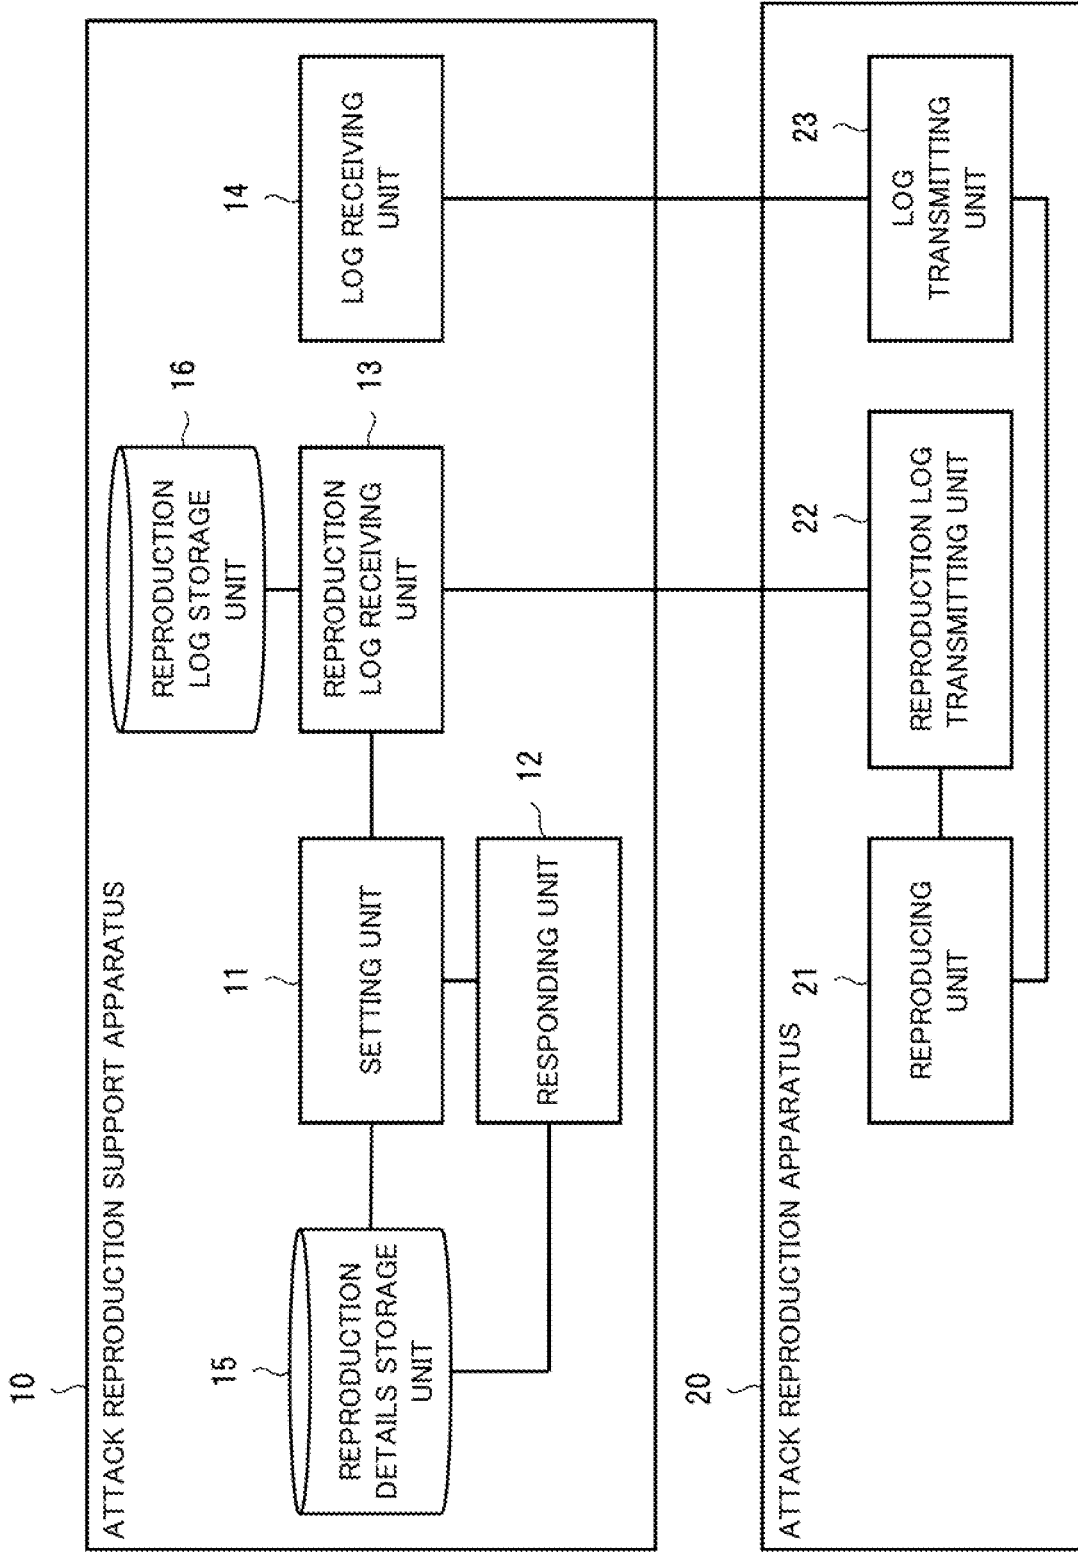 10
ATTACK REPRODUCTION SUPPORT APPARATUS
15
REPRODUCTION
DETAILS STORAGE
UNIT
11
SETTING UNIT
12
RESPONDING UNIT
16
REPRODUCTION
LOG STORAGE
UNIT
13
REPRODUCTION
LOG RECEIVING
UNIT
14
LOG RECEIVING
UNIT
20
ATTACK REPRODUCTION APPARATUS
21
REPRODUCING
UNIT
22
REPRODUCTION LOG
TRANSMITTING UNIT
23
LOG
TRANSMITTING
UNIT